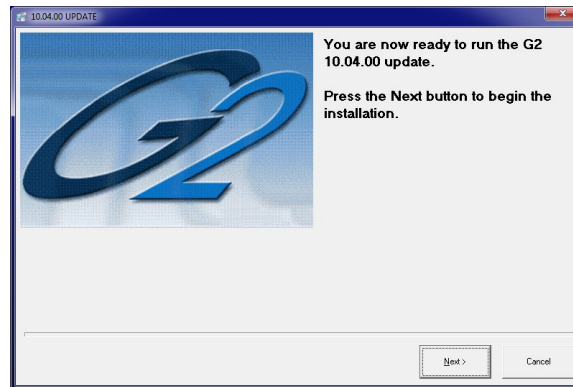 10.04.00 UPDATE
G2
You are now ready to run the G2
10.04.00 update.
Press the Next button to begin the
installation.
Next >
Cancel